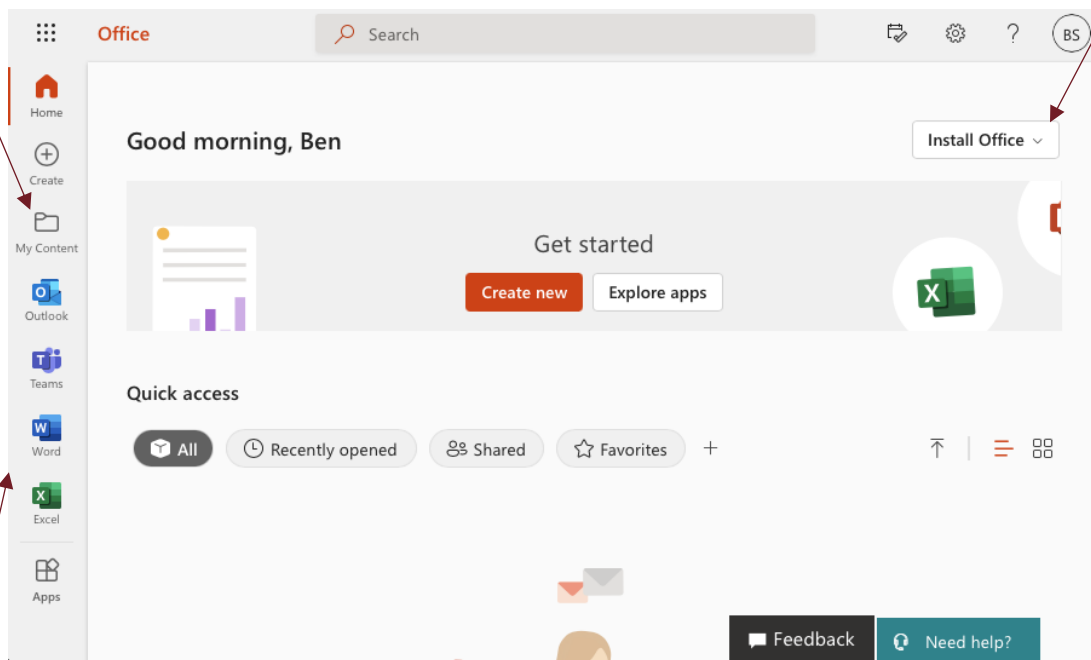 Office
Search
BS
Home
Create
My Content
Outlook
Teams
Word
Excel
Apps
Good morning, Ben
Install Office
Get started
Create new
Explore apps
Quick access
All
Recently opened
Shared
Favorites
Feedback
Need help?